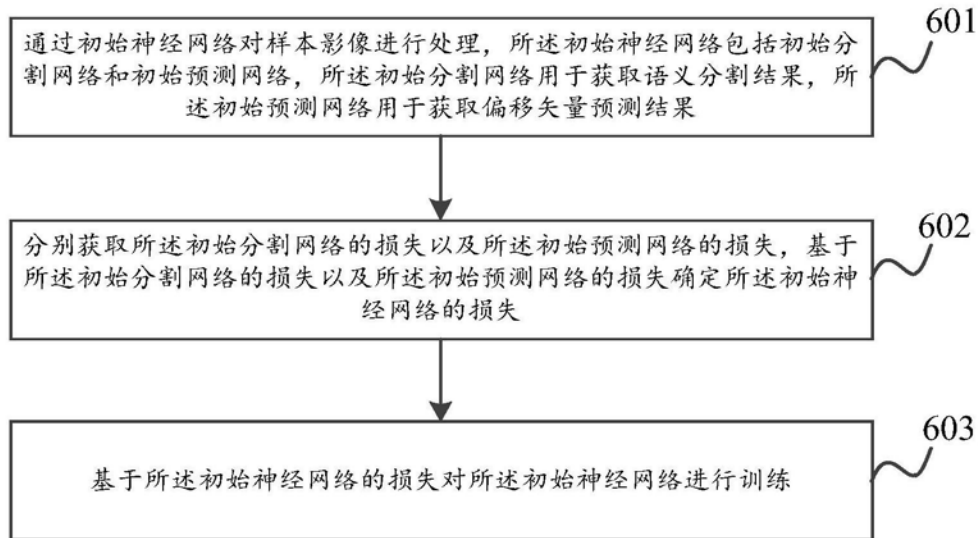 601
通过初始神经网络对样本影像进行处理，所述初始神经网络包括初始分
割网络和初始预测网络，所述初始分割网络用于获取语义分割结果，所
述初始预测网络用于获取偏移矢量预测结果
602
分别获取所述初始分割网络的损失以及所述初始预测网络的损失，基于
所述初始分割网络的损失以及所述初始预测网络的损失确定所述初始神
经网络的损失
603
基于所述初始神经网络的损失对所述初始神经网络进行训练